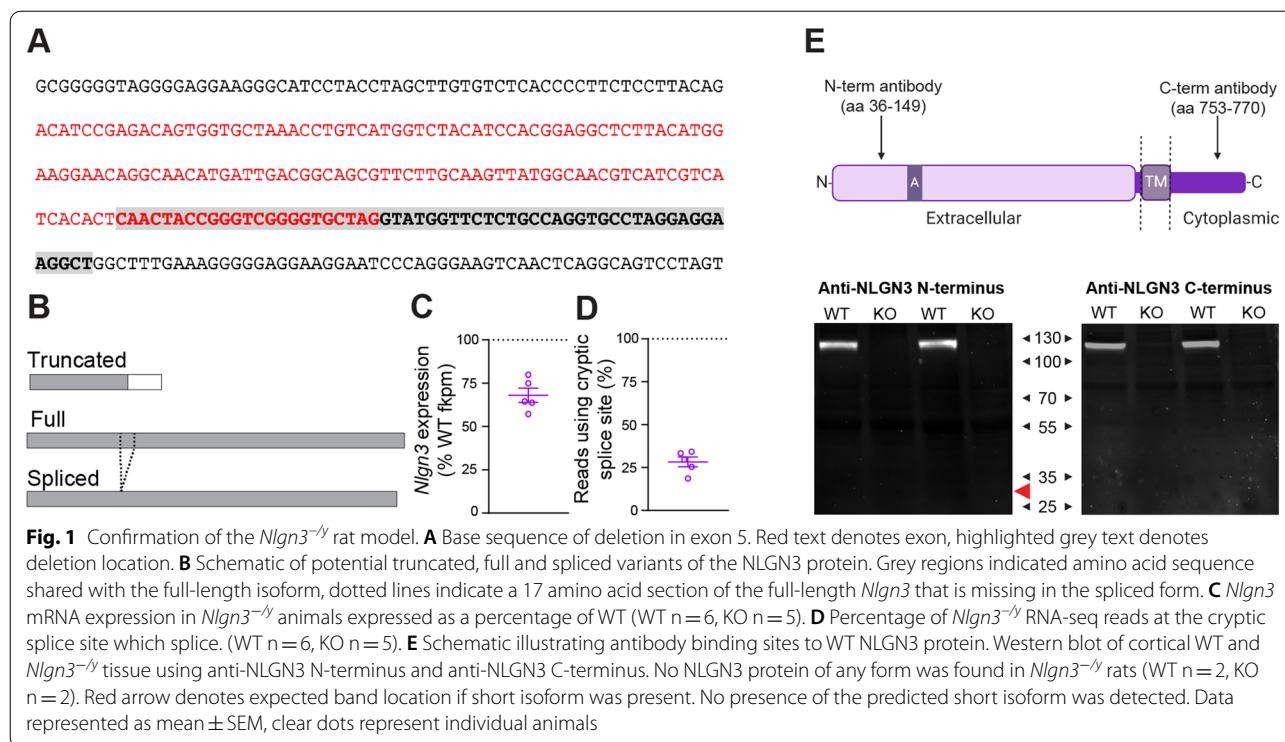 A
GCGGGGGTAGGGGAGGAAGGGCATCCTACCTAGCTTGTGTCTCACCCCTTCTCCTTACAG
ACATCCGAGACAGTGGTGCTAAACCTGTCATGGTCTACATCCACGGAGGCTCTTACATGG
AAGGAACAGGCAACATGATTGACGGCAGCGTTCTTGCAAGTTATGGCAACGTCATCGTCA
TCACACTCAACTACCGGGTCGGGGTGCTAGGTATGGTTCTCTGCCAGGTGCCTAGGAGGA
AGGCTGGCTTTGAAAGGGGGAGGAAGGAATCCCAGGGAAGTCAACTCAGGCAGTCCTAGT
B
Truncated
Full
Spliced
C
Nlgn3 expression
(% WT fkpm)
100
75
50
25
0
D
Reads using cryptic
splice site (%)
100
75
50
25
0
E
N-term antibody
(aa 36-149)
C-term antibody
(aa 753-770)
N-
A
TM
-C
Extracellular
Cytoplasmic
Anti-NLGN3 N-terminus
Anti-NLGN3 C-terminus
WT KO WT KO
WT KO WT KO
◄ 130 ►
◄ 100 ►
◄ 70 ►
◄ 55 ►
◄ 35 ►
◄ 25 ►
Fig. 1 Confirmation of the Nlgn3−/y rat model. A Base sequence of deletion in exon 5. Red text denotes exon, highlighted grey text denotes
deletion location. B Schematic of potential truncated, full and spliced variants of the NLGN3 protein. Grey regions indicated amino acid sequence
shared with the full-length isoform, dotted lines indicate a 17 amino acid section of the full-length Nlgn3 that is missing in the spliced form. C Nlgn3
mRNA expression in Nlgn3−/y animals expressed as a percentage of WT (WT n = 6, KO n = 5). D Percentage of Nlgn3−/y RNA-seq reads at the cryptic
splice site which splice. (WT n = 6, KO n = 5). E Schematic illustrating antibody binding sites to WT NLGN3 protein. Western blot of cortical WT and
Nlgn3−/y tissue using anti-NLGN3 N-terminus and anti-NLGN3 C-terminus. No NLGN3 protein of any form was found in Nlgn3−/y rats (WT n = 2, KO
n = 2). Red arrow denotes expected band location if short isoform was present. No presence of the predicted short isoform was detected. Data
represented as mean ± SEM, clear dots represent individual animals